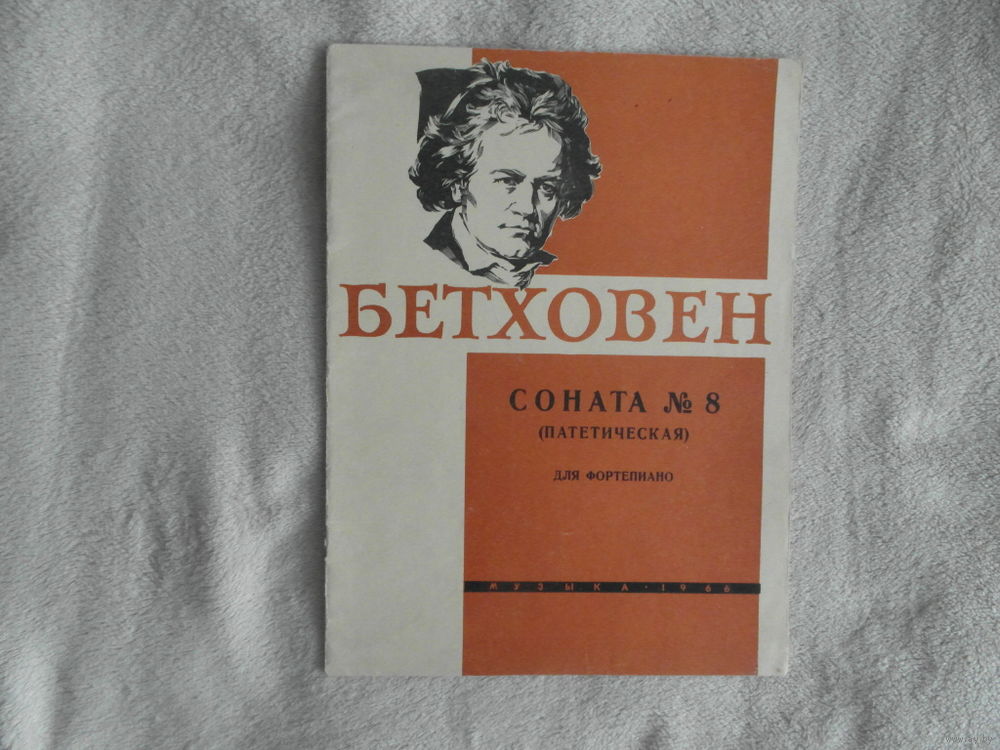 БЕТХОВЕН
СОНАТА № 8
(ПАТЕТИЧЕСКАЯ)
ДЛЯ ФОРТЕПИАНО
МУЗЫКА · 1966